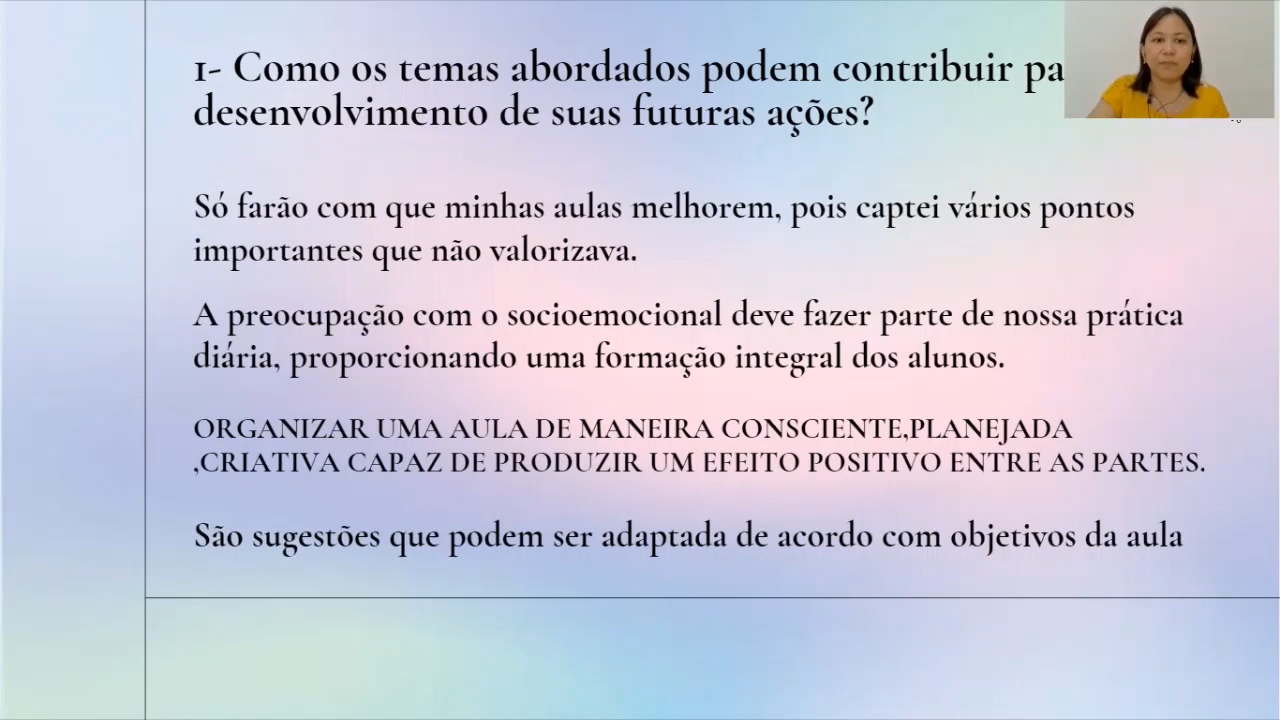 1- Como os temas abordados podem contribuir
desenvolvimento de suas futuras ações?
Só farão com que minhas aulas melhorem, pois captei vários pontos
importantes que não valorizava.
A preocupação com o socioemocional deve fazer parte de nossa prática
diária, proporcionando uma formação integral dos alunos.
ORGANIZAR UMA AULA DE MANEIRA CONSCIENTE,PLANEJADA
,CRIATIVA CAPAZ DE PRODUZIR UM EFEITO POSITIVO ENTRE AS PARTES.
São sugestões que podem ser adaptada de acordo com objetivos da aula